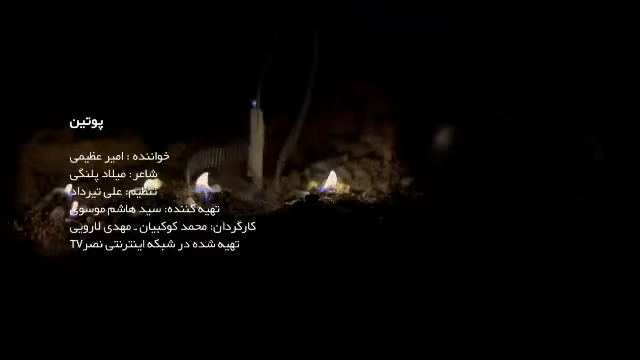 پوتین
خواننده : امیر عظیمی
شاعر: میلاد پلنگی
تنظیم: علی تیرداد
تهیه کننده: سید هاشم موسوی
کارگردان: محمد کوکبیان ـ مهدی لارویی
تهیه شده در شبکه اینترنتی نصرTV